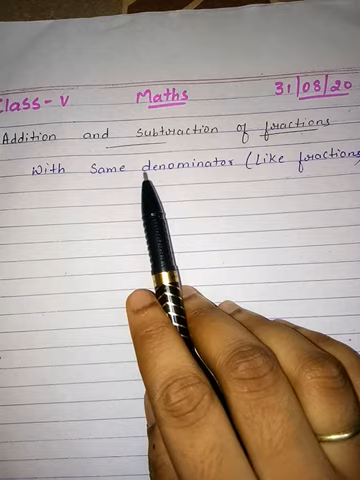 Class - V Maths 31/08/20
Addition and subtraction of fractions
With same denominator (Like fractions